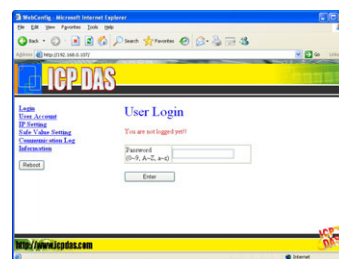 WebConfig - Microsoft Internet Explorer
File Edit View Favorites Tools Help
Back Search Favorites
Address http://192.168.0.107/ Go Links
ICP DAS
Login
User Account
IP Setting
Safe Value Setting
Communication Log
Information
Reboot
User Login
You are not logged yet!!
Password
(0~9, A~Z, a~z)
Enter
http://www.icpdas.com
ICP DAS
Internet